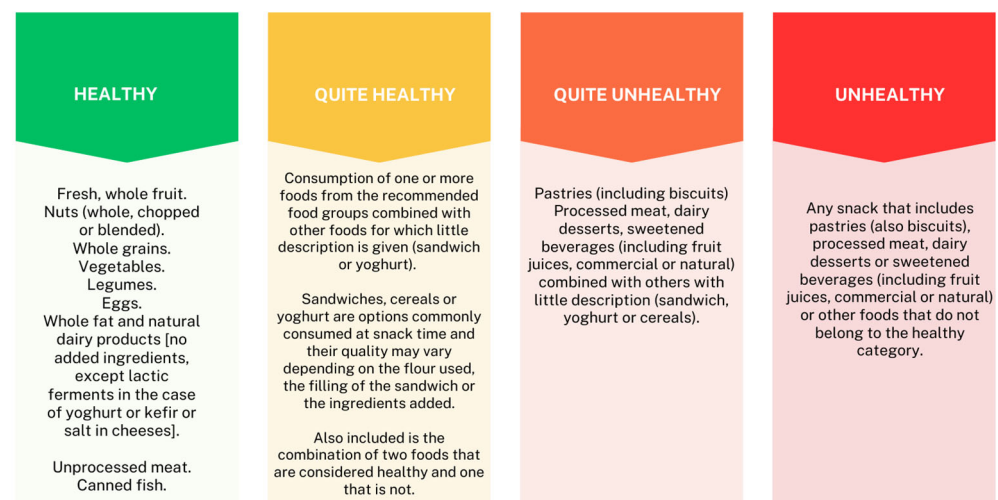 HEALTHY
Fresh, whole fruit.
Nuts (whole, chopped
or blended).
Whole grains.
Vegetables.
Legumes.
Eggs.
Whole fat and natural
dairy products [no
added ingredients,
except lactic
ferments in the case
of yoghurt or kefir or
salt in cheeses].
Unprocessed meat.
Canned fish.
QUITE HEALTHY
Consumption of one or more
foods from the recommended
food groups combined with
other foods for which little
description is given (sandwich
or yoghurt).
Sandwiches, cereals or
yoghurt are options commonly
consumed at snack time and
their quality may vary
depending on the flour used,
the filling of the sandwich or
the ingredients added.
Also included is the
combination of two foods that
are considered healthy and one
that is not.
QUITE UNHEALTHY
Pastries (including biscuits)
Processed meat, dairy
desserts, sweetened
beverages (including fruit
juices, commercial or natural)
combined with others with
little description (sandwich,
yoghurt or cereals).
UNHEALTHY
Any snack that includes
pastries (also biscuits),
processed meat, dairy
desserts or sweetened
beverages (including fruit
juices, commercial or natural)
or other foods that do not
belong to the healthy
category.